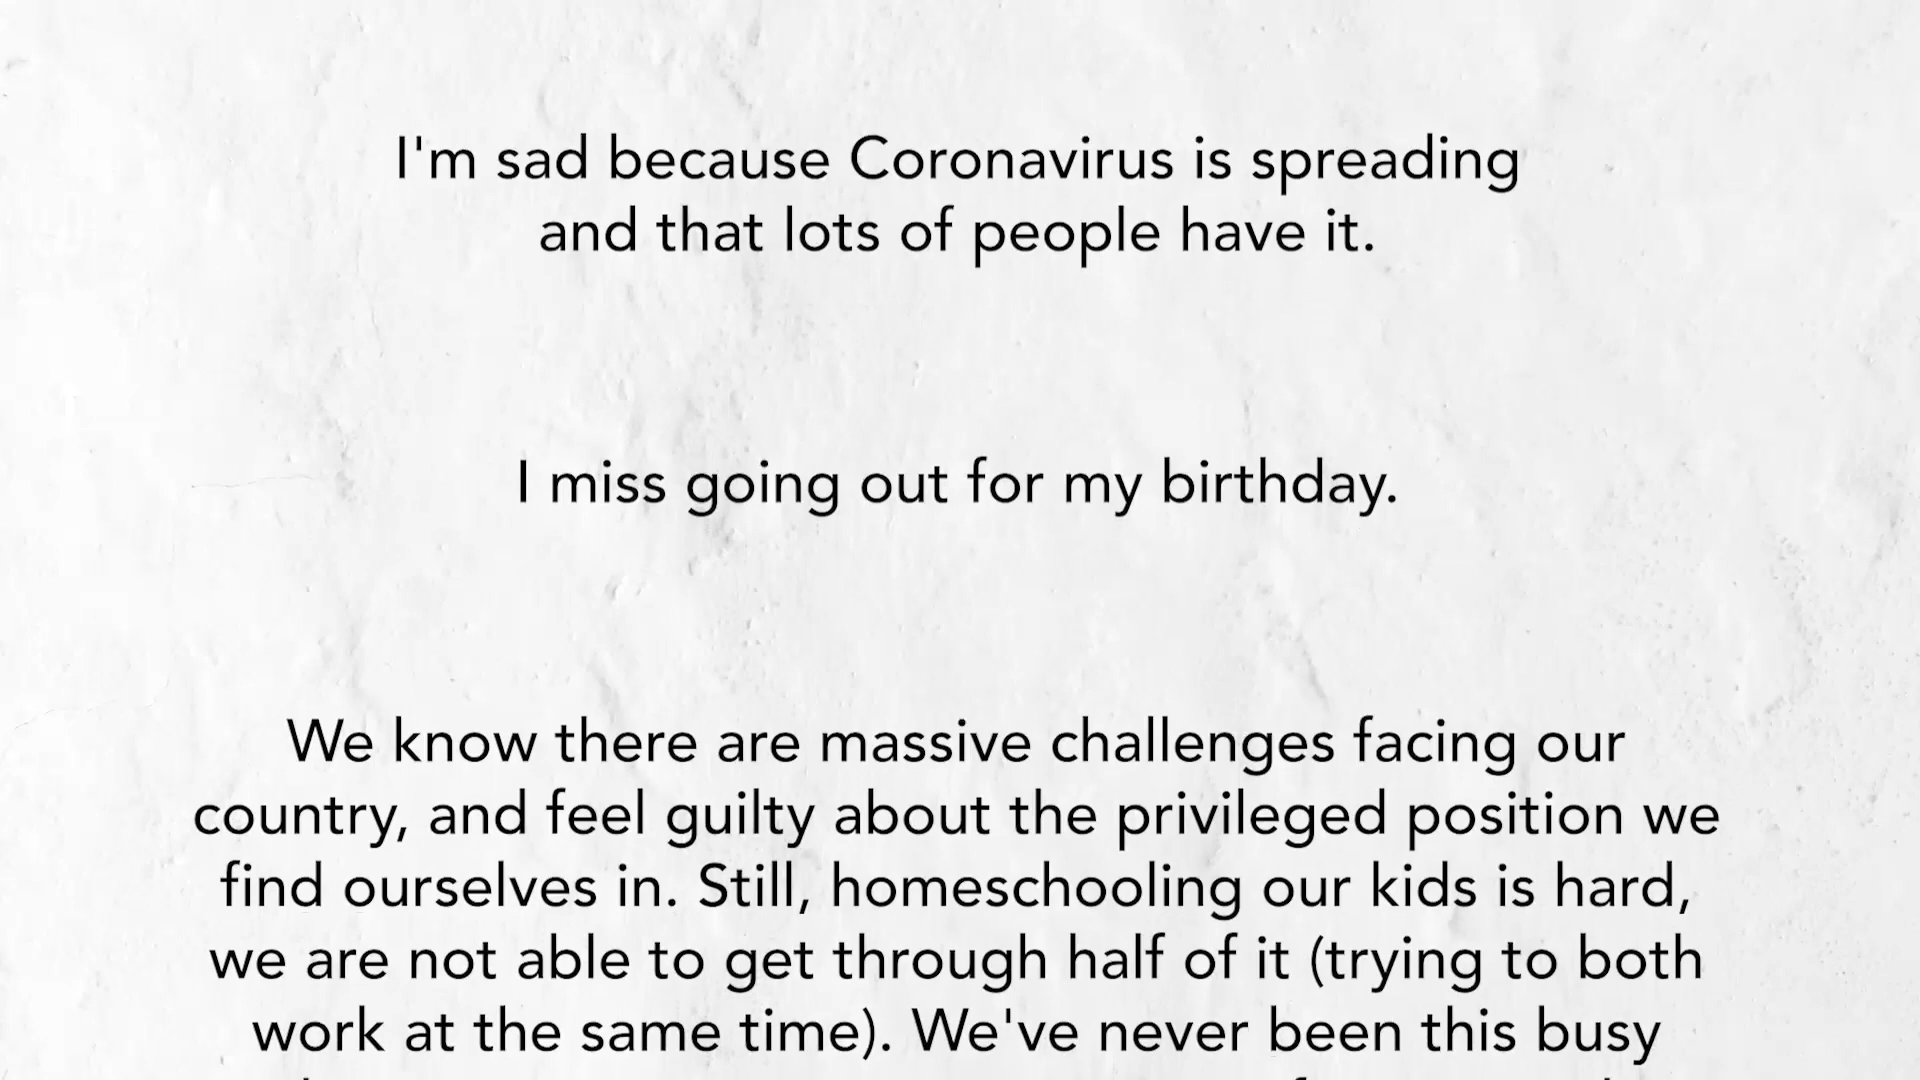 I'm sad because Coronavirus is spreading
and that lots of people have it.
I miss going out for my birthday.
We know there are massive challenges facing our
country, and feel guilty about the privileged position we
find ourselves in. Still, homeschooling our kids is hard,
we are not able to get through half of it (trying to both
work at the same time). We've never been this busy